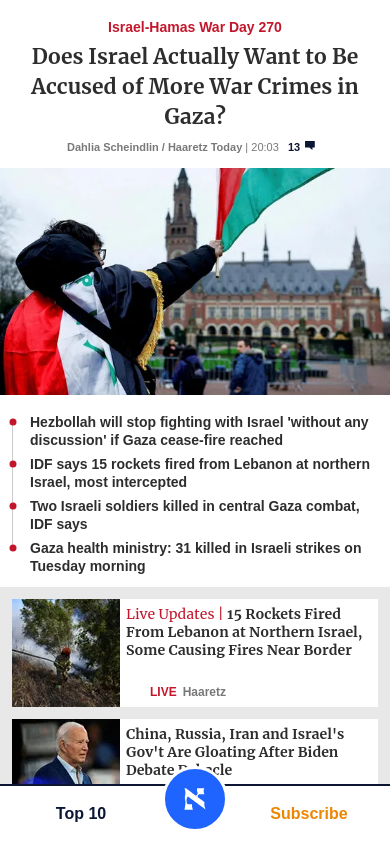 Israel-Hamas War Day 270
Does Israel Actually Want to Be
Accused of More War Crimes in
Gaza?
Dahlia Scheindlin / Haaretz Today | 20:03 13
Hezbollah will stop fighting with Israel 'without any
discussion' if Gaza cease-fire reached
IDF says 15 rockets fired from Lebanon at northern
Israel, most intercepted
Two Israeli soldiers killed in central Gaza combat,
IDF says
Gaza health ministry: 31 killed in Israeli strikes on
Tuesday morning
Live Updates | 15 Rockets Fired
From Lebanon at Northern Israel,
Some Causing Fires Near Border
LIVE Haaretz
China, Russia, Iran and Israel's
Gov't Are Gloating After Biden
Debate
Top 10
Subscribe